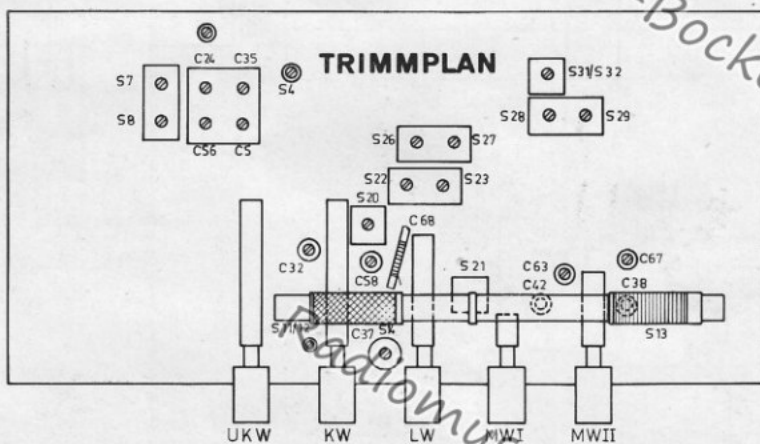 TRIMMPLAN
C24 C35
S4
S7
S8
C56 C5
S31/S32
S28 S29
S26 S27
S22 S23
S20
C68
C32
C58
S21
C63
C42
C67
C38
S13
S11/12
C37
S14
UKW KW LW MWI MWII